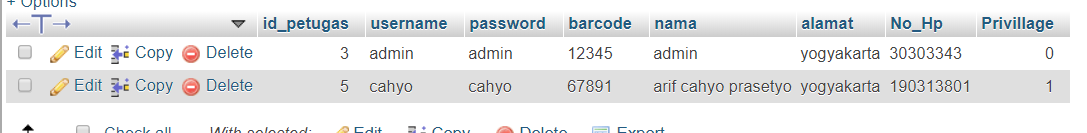 + Options
id_petugas username password barcode nama alamat No_Hp Privillage
Edit Copy Delete 3 admin admin 12345 admin yogyakarta 30303343 0
Edit Copy Delete 5 cahyo cahyo 67891 arif cahyo prasetyo yogyakarta 190313801 1
Check all With selected: Edit Copy Delete Export